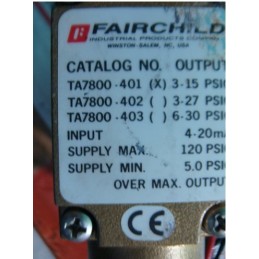 FAIRCHILD
INDUSTRIAL PRODUCTS COMPANY
WINSTON-SALEM, NC, USA
CATALOG NO. OUTPUT
TA7800-401 (X) 3-15 PSIG
TA7800-402 ( ) 3-27 PSIG
TA7800-403 ( ) 6-30 PSIG
INPUT 4-20m
SUPPLY MAX. 120 PSIG
SUPPLY MIN. 5.0 PSIG
OVER MAX. OUTPUT
CE